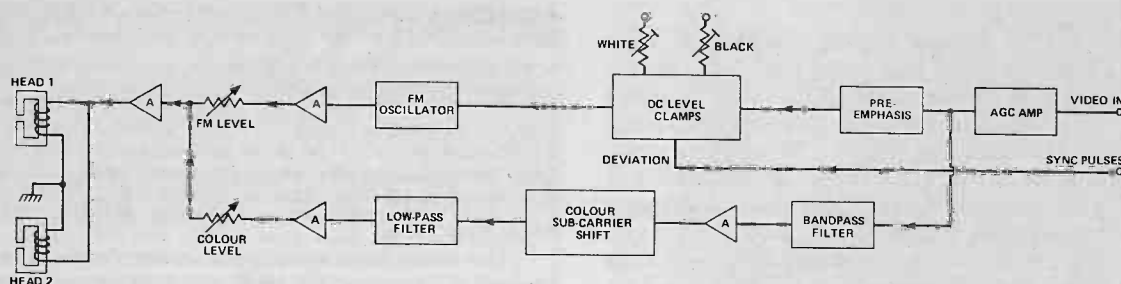 HEAD 1
A
FM LEVEL
A
FM
OSCILLATOR
WHITE
BLACK
DC LEVEL
CLAMPS
DEVIATION
PRE-
EMPHASIS
AGC AMP
VIDEO IN
SYNC PULSES
COLOUR
LEVEL
A
LOW-PASS
FILTER
COLOUR
SUB-CARRIER
SHIFT
A
BANDPASS
FILTER
HEAD 2